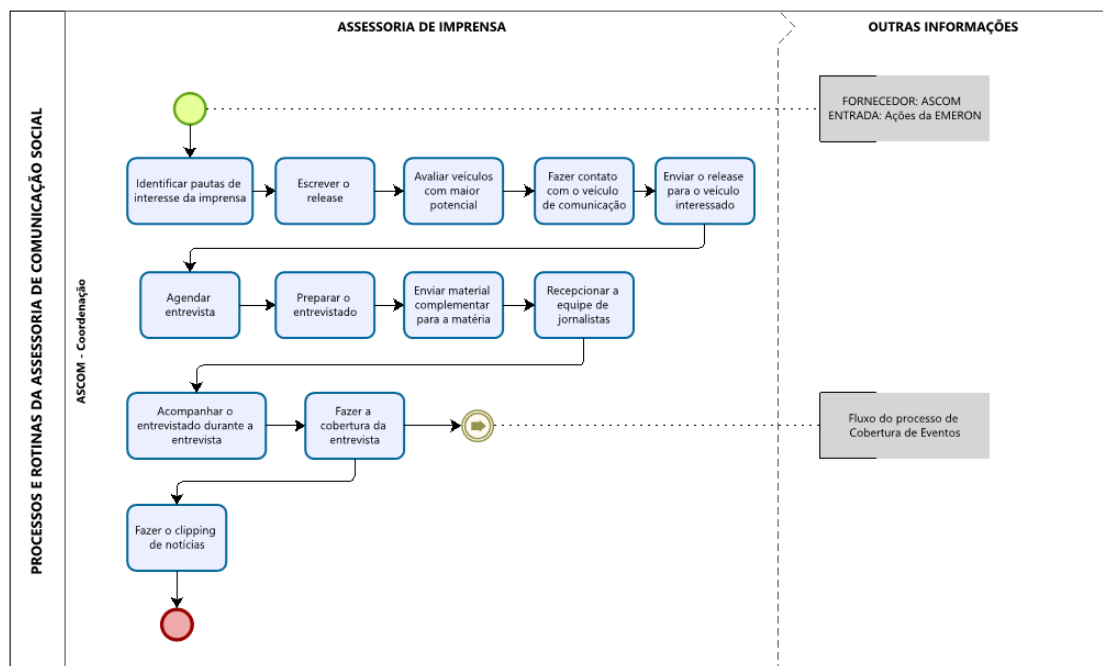 PROCESSOS E ROTINAS DA ASSESSORIA DE COMUNICAÇÃO SOCIAL
ASCOM - Coordenação
ASSESSORIA DE IMPRENSA
OUTRAS INFORMAÇÕES
FORNECEDOR: ASCOM
ENTRADA: Ações da EMERON
Identificar pautas de
interesse da imprensa
Escrever o
release
Avaliar veículos
com maior
potencial
Fazer contato
com o veículo
de comunicação
Enviar o release
para o veículo
interessado
Agendar
entrevista
Preparar o
entrevistado
Enviar material
complementar
para a matéria
Recepcionar a
equipe de
jornalistas
Acompanhar o
entrevistado durante a
entrevista
Fazer a
cobertura da
entrevista
Fluxo do processo de
Cobertura de Eventos
Fazer o clipping
de notícias